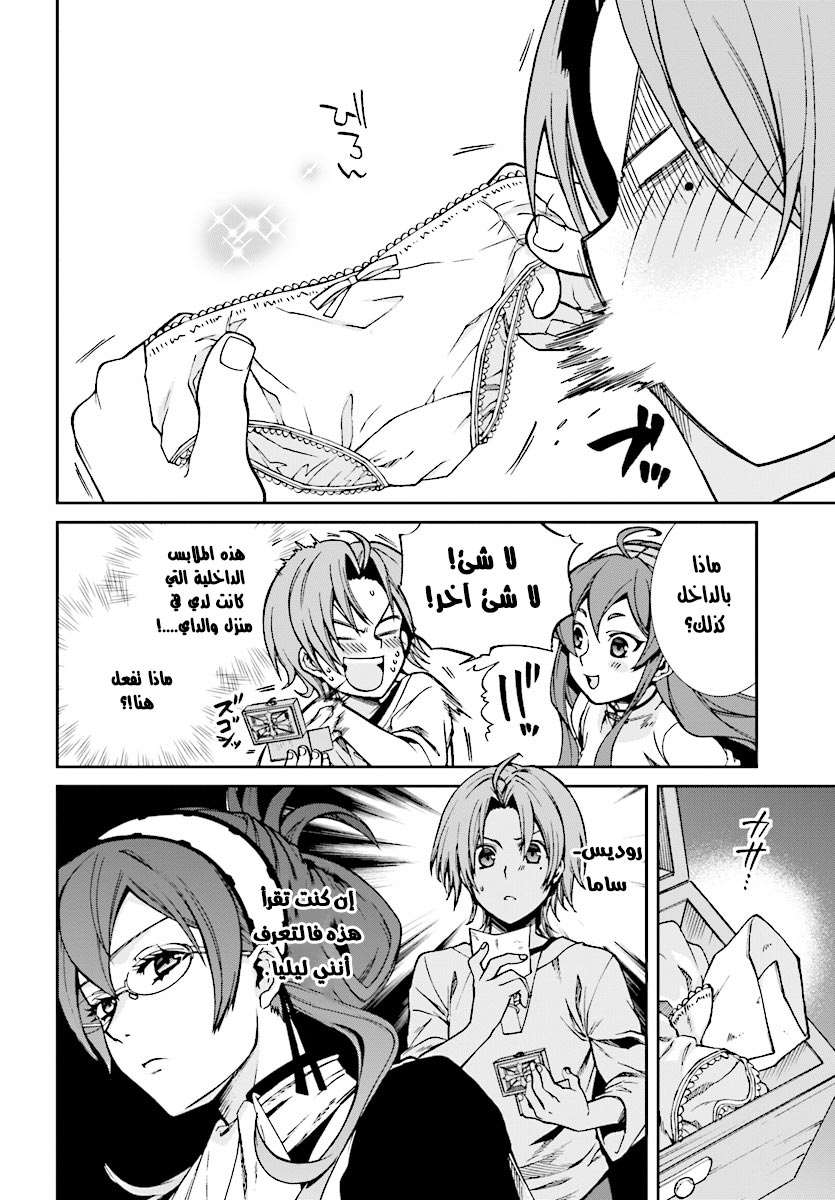 ماذا
بالداخل
كذلك؟
لا شئ!
لا شئ آخر!
!!
هذه الملابس
الداخلية التي
كانت لدي في
منزل والداي....!
ماذا تفعل
هنا؟!
روديس-
ساما
إن كنت تقرأ
هذه فالتعرف
أنني ليليا.